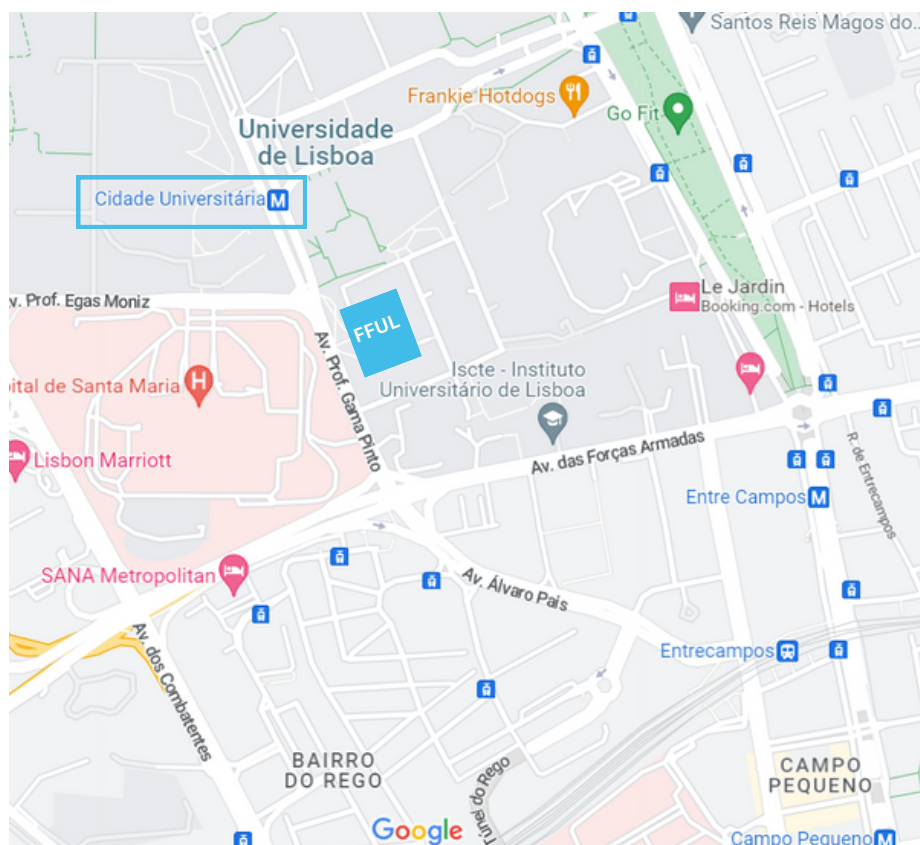 Santos Reis Magos do...
Frankie Hotdogs
Go Fit
Universidade
de Lisboa
Cidade Universitária M
v. Prof. Egas Moniz
Le Jardin
Booking.com - Hotels
FFUL
Av. Prof. Gama Pinto
Iscte - Instituto
Universitário de Lisboa
pital de Santa Maria H
Av. das Forças Armadas
R. de Entrecampos
Lisbon Marriott
Entre Campos M
SANA Metropolitan
Av. Álvaro Pais
Av. dos Combatentes
Entrecampos
BAIRRO
DO REGO
Túnel do Rego
CAMPO
PEQUENO
Google
Campo Pequeno M